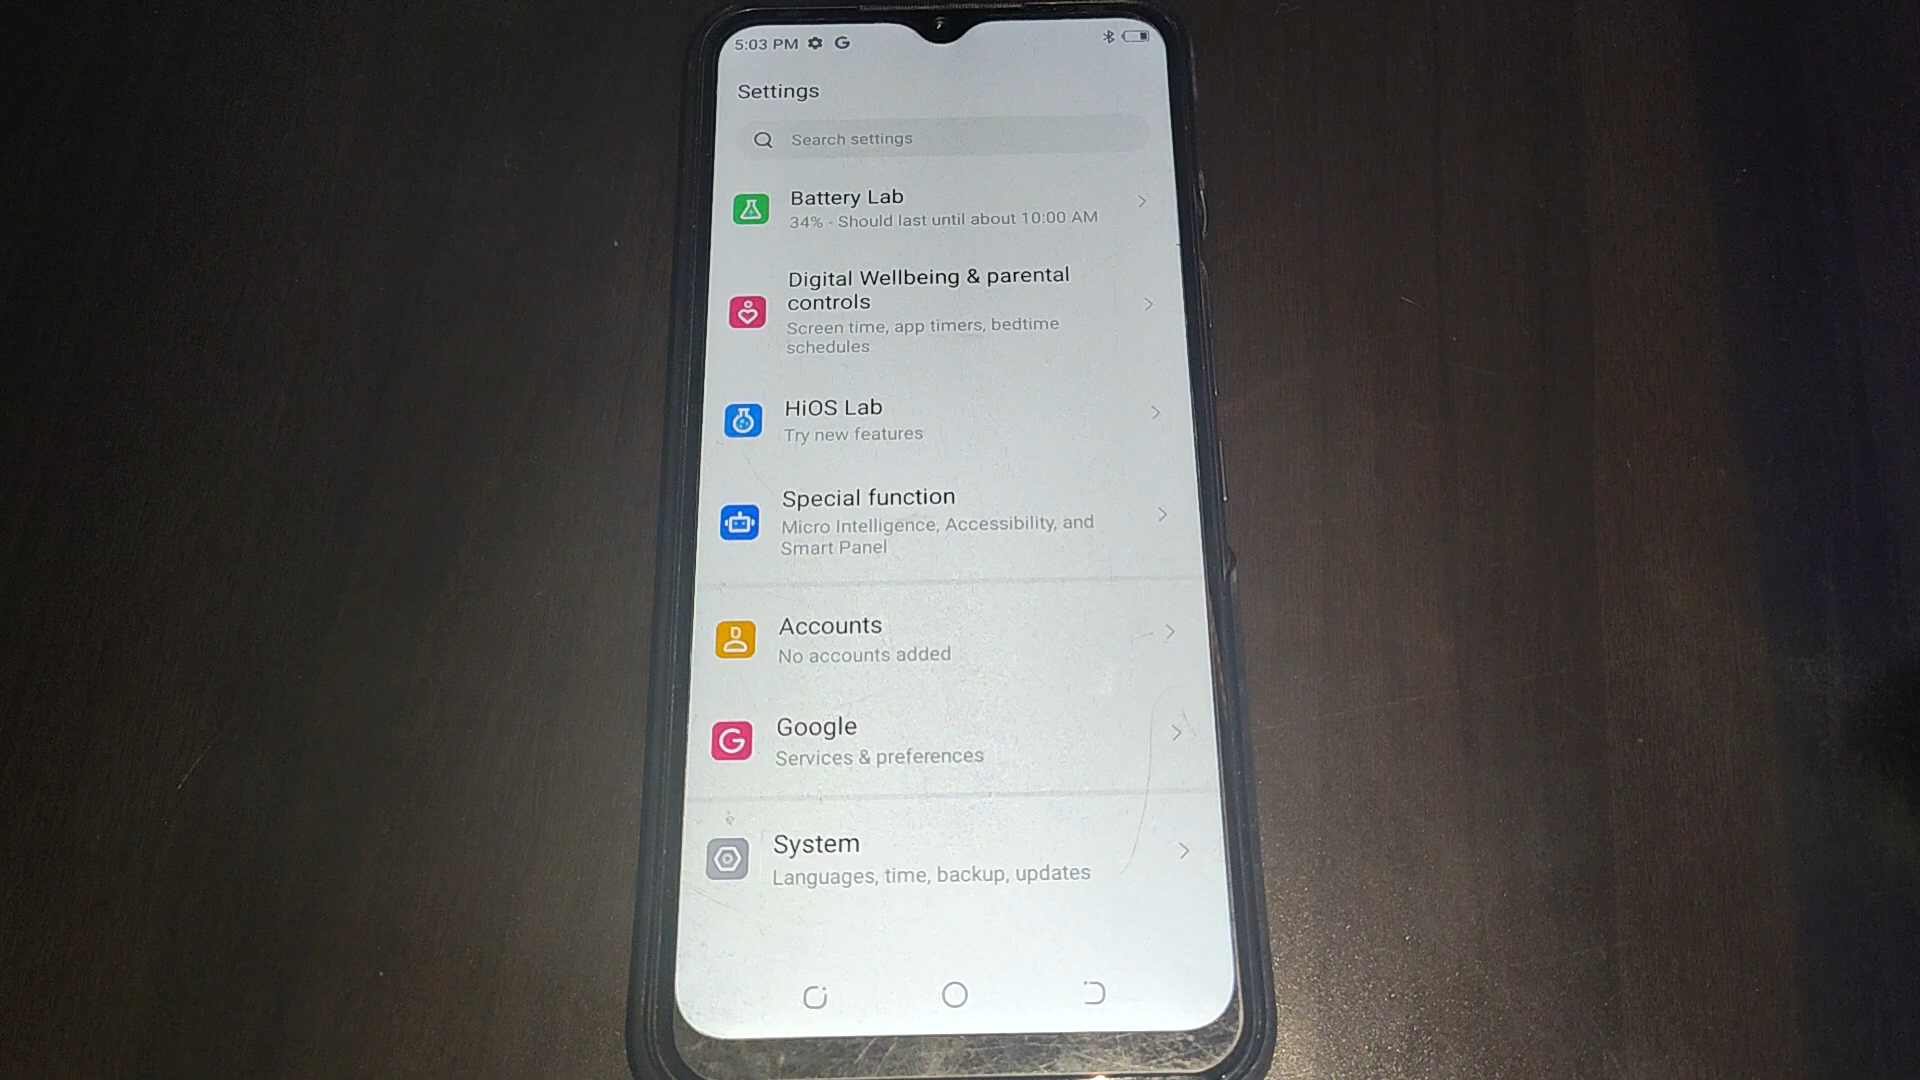 5:03 PM
Settings
Search settings
Battery Lab
34% - Should last until about 10:00 AM
Digital Wellbeing & parental
controls
Screen time, app timers, bedtime
schedules
HiOS Lab
Try new features
Special function
Micro Intelligence, Accessibility, and
Smart Panel
Accounts
No accounts added
Google
Services & preferences
System
Languages, time, backup, updates